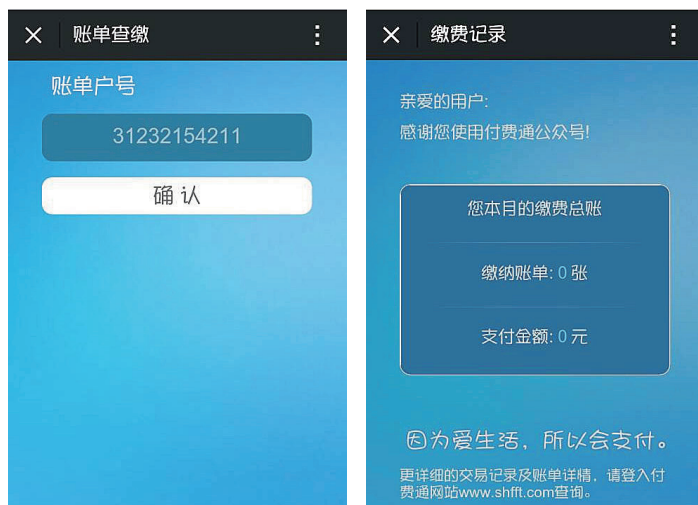 账单查缴
账单户号
31232154211
确认
缴费记录
亲爱的用户:
感谢您使用付费通公众号!
您本月的缴费总账
缴纳账单: 0 张
支付金额: 0 元
因为爱生活，所以会支付。
更详细的交易记录及账单详情，请登入付
费通网站www.shfft.com查询。